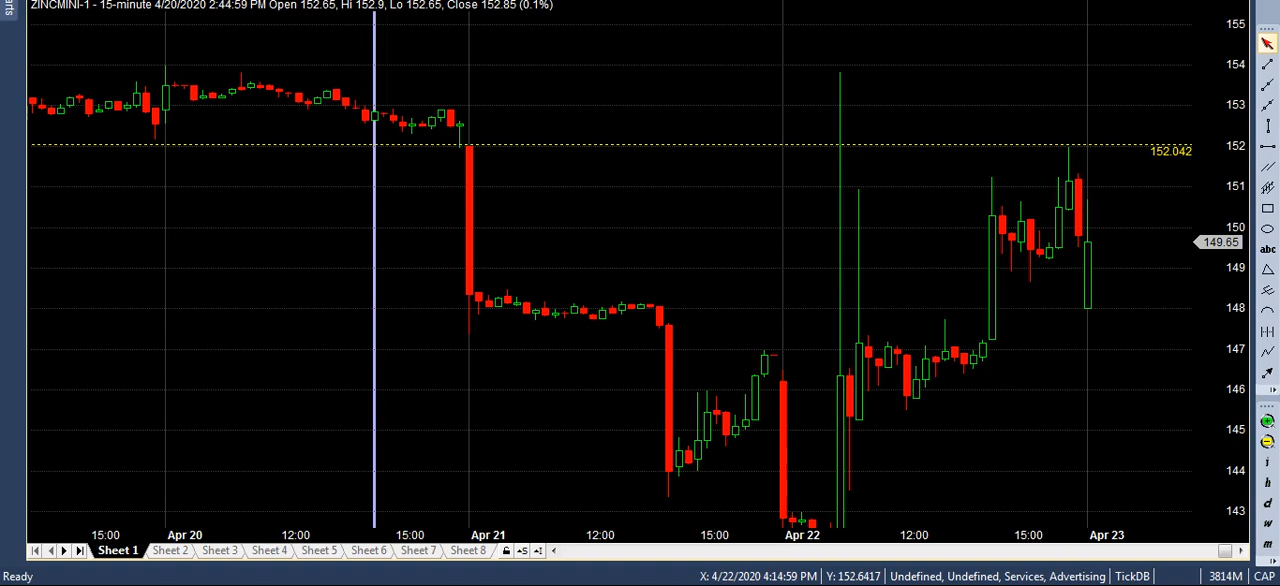 arts
ZINCMINI-1 - 15-minute 4/20/2020 2:44:59 PM Open 152.65, Hi 152.9, Lo 152.65, Close 152.85 (0.1%)
155
154
153
152
152.042
151
150
149.65
149
148
147
146
145
144
143
abc
i
h
d
w
m
15:00 Apr 20 12:00 15:00 Apr 21 12:00 15:00 Apr 22 12:00 15:00 Apr 23
Sheet 1 Sheet 2 Sheet 3 Sheet 4 Sheet 5 Sheet 6 Sheet 7 Sheet 8
Ready X: 4/22/2020 4:14:59 PM Y: 152.6417 Undefined, Undefined, Services, Advertising TickDB 3814M CAP